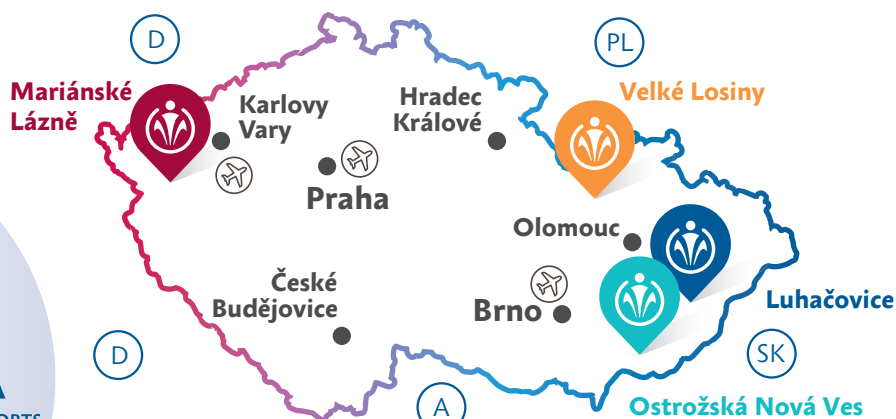 D
PL
Mariánské
Lázně
Karlovy
Vary
Hradec
Králové
Velké Losiny
Praha
Olomouc
České
Budějovice
Brno
Luhačovice
D
SK
A
Ostrožská Nová Ves